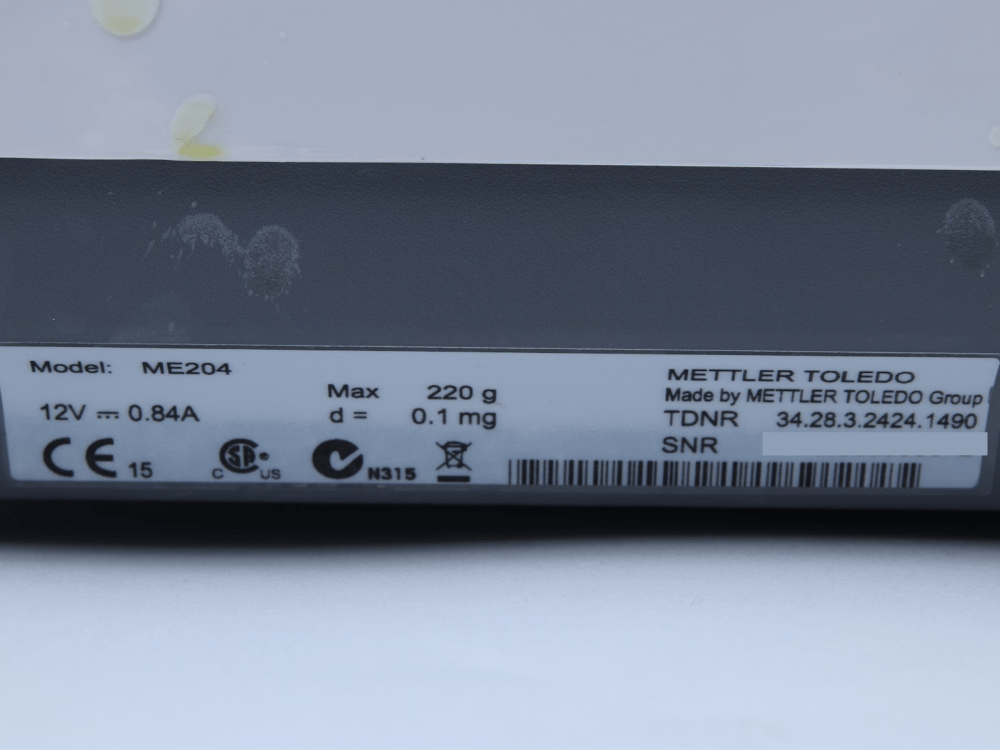 Model: ME204
12V ⎓ 0.84A
CE 15
C SA US
N315
Max 220 g
d = 0.1 mg
METTLER TOLEDO
Made by METTLER TOLEDO Group
TDNR 34.28.3.2424.1490
SNR